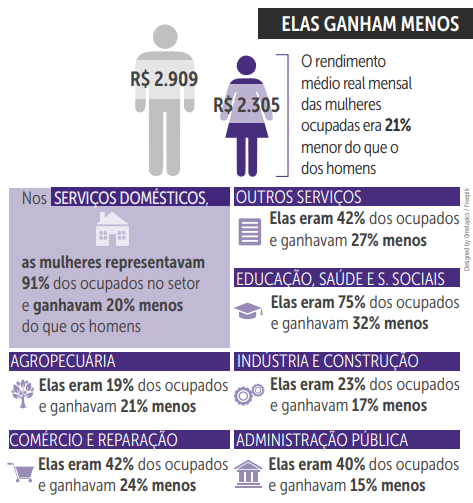 ELAS GANHAM MENOS
R$ 2.909
R$ 2.305
O rendimento
médio real mensal
das mulheres
ocupadas era 21%
menor do que o
dos homens
Nos SERVIÇOS DOMÉSTICOS,
as mulheres representavam
91% dos ocupados no setor
e ganhavam 20% menos
do que os homens
OUTROS SERVIÇOS
Elas eram 42% dos ocupados
e ganhavam 27% menos
EDUCAÇÃO, SAÚDE E S. SOCIAIS
Elas eram 75% dos ocupados
e ganhavam 32% menos
AGROPECUÁRIA
Elas eram 19% dos ocupados
e ganhavam 21% menos
INDÚSTRIA E CONSTRUÇÃO
Elas eram 23% dos ocupados
e ganhavam 17% menos
COMÉRCIO E REPARAÇÃO
Elas eram 42% dos ocupados
e ganhavam 24% menos
ADMINISTRAÇÃO PÚBLICA
Elas eram 40% dos ocupados
e ganhavam 15% menos
Designed by / Freepik